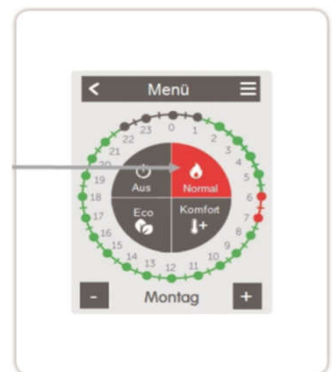 < Menü
23 0 1
22 2
21 3
20 4
19 5
18 6
17 7
16 8
15 9
14 13 12 11 10
Aus
Normal
Eco
Komfort
+
- Montag +